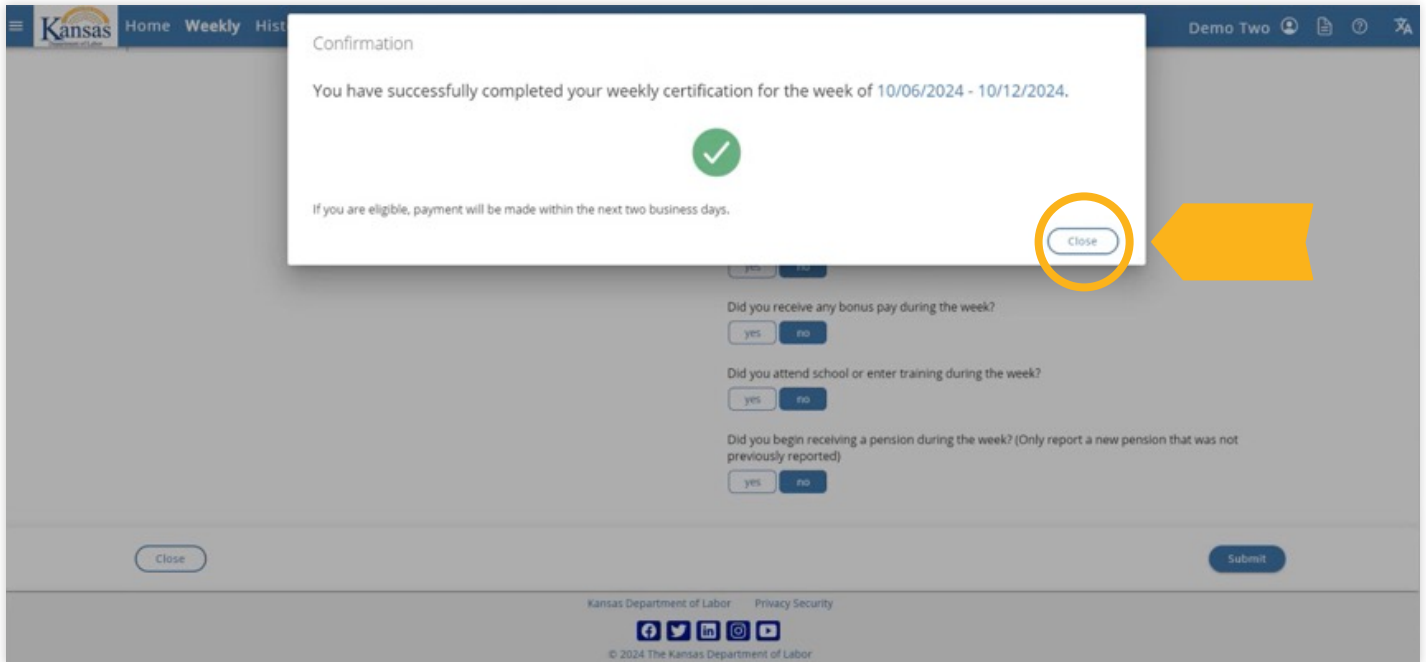 Kansas
Department of Labor
Home Weekly Hist
Demo Two
Confirmation
You have successfully completed your weekly certification for the week of 10/06/2024 - 10/12/2024.
If you are eligible, payment will be made within the next two business days.
Close
yes no
Did you receive any bonus pay during the week?
yes no
Did you attend school or enter training during the week?
yes no
Did you begin receiving a pension during the week? (Only report a new pension that was not
previously reported)
yes no
Close
Submit
Kansas Department of Labor Privacy Security
© 2024 The Kansas Department of Labor